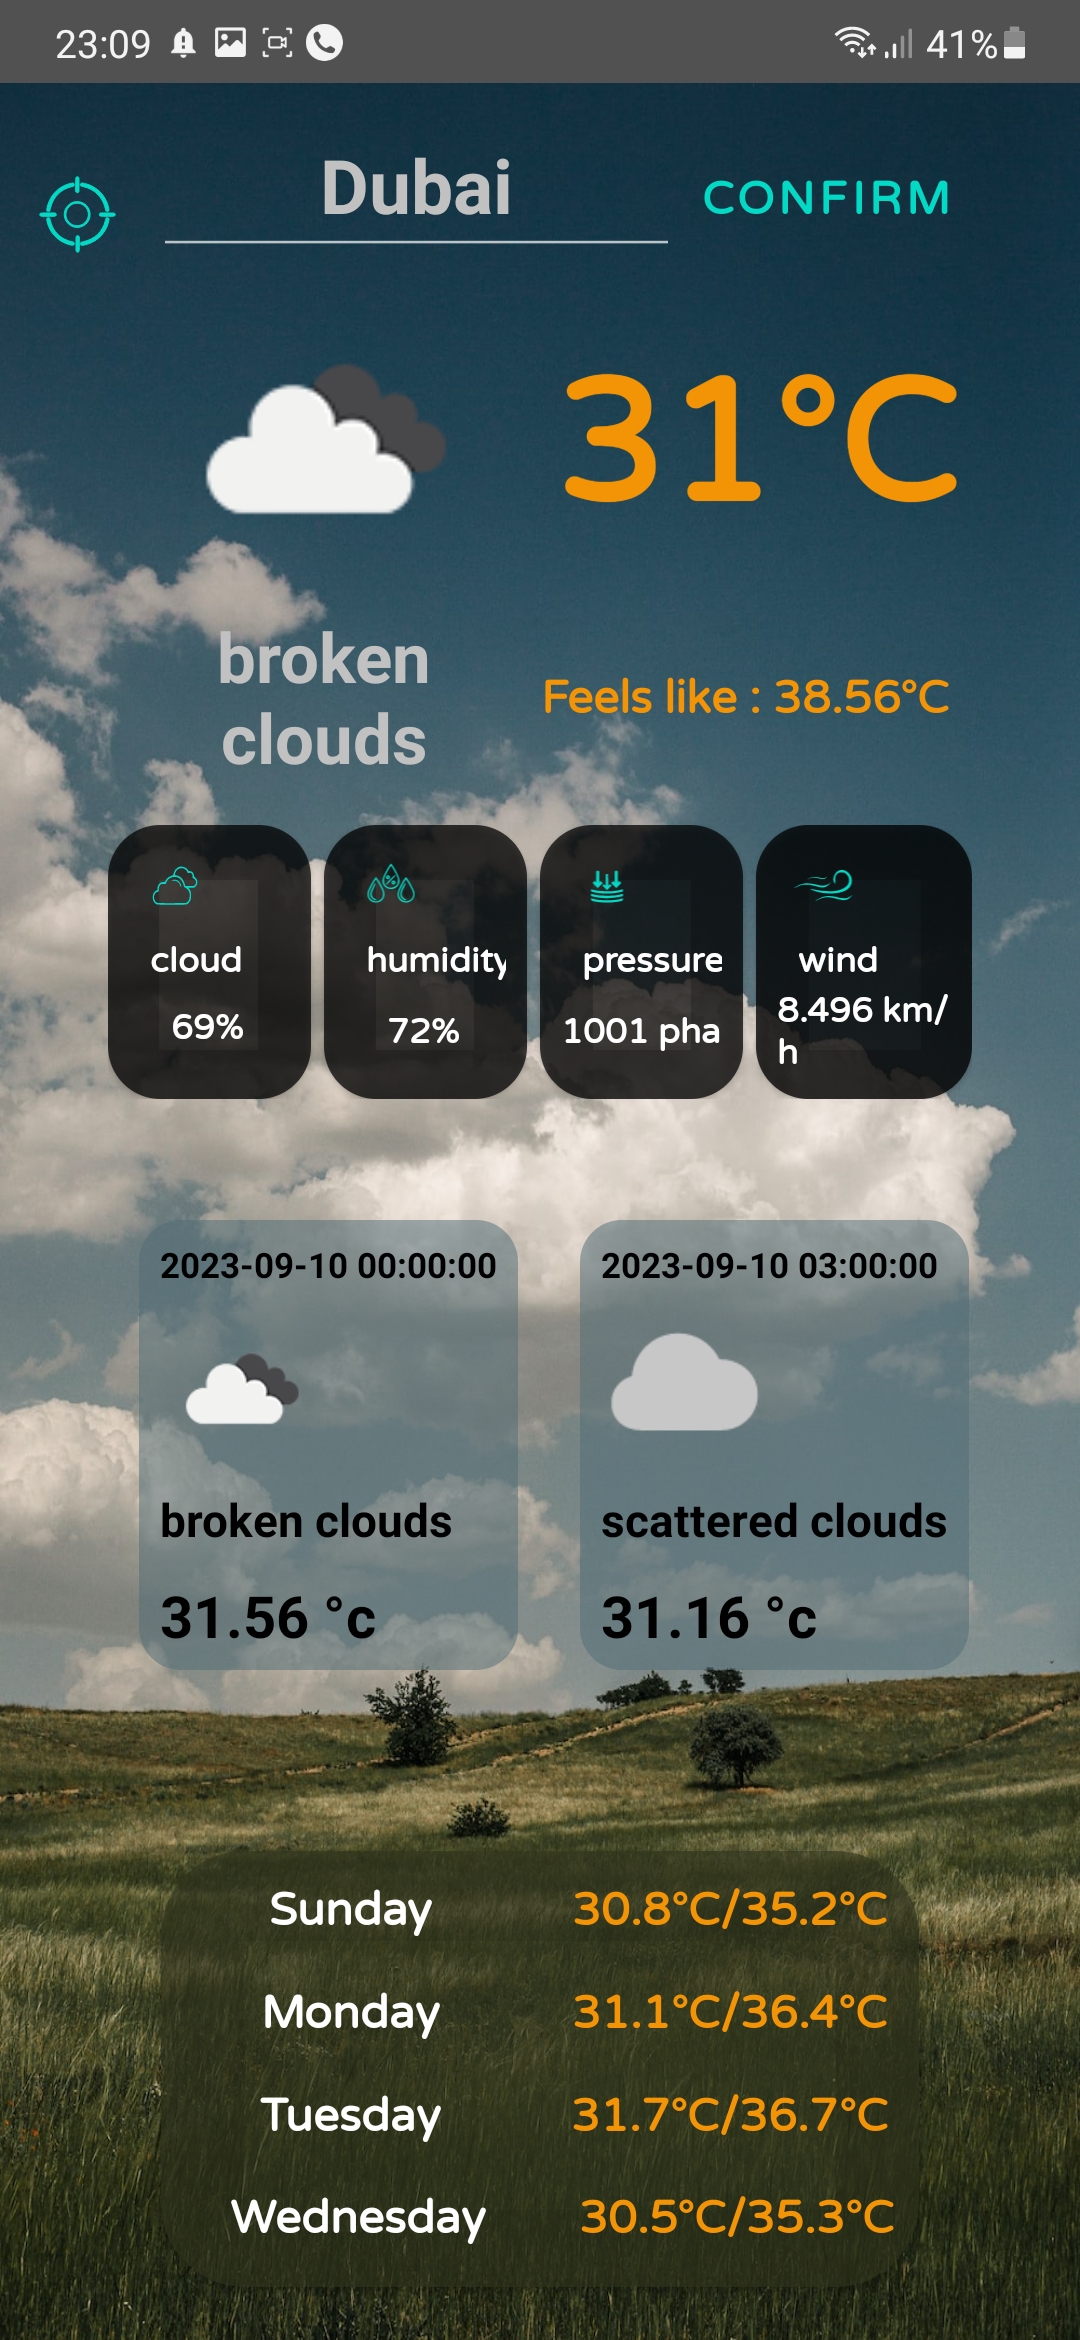 23:09
41%
Dubai
CONFIRM
31°C
broken
clouds
Feels like : 38.56°C
cloud
69%
humidity
72%
pressure
1001 pha
wind
8.496 km/
h
2023-09-10 00:00:00
broken clouds
31.56 °c
2023-09-10 03:00:00
scattered clouds
31.16 °c
Sunday 30.8°C/35.2°C
Monday 31.1°C/36.4°C
Tuesday 31.7°C/36.7°C
Wednesday 30.5°C/35.3°C